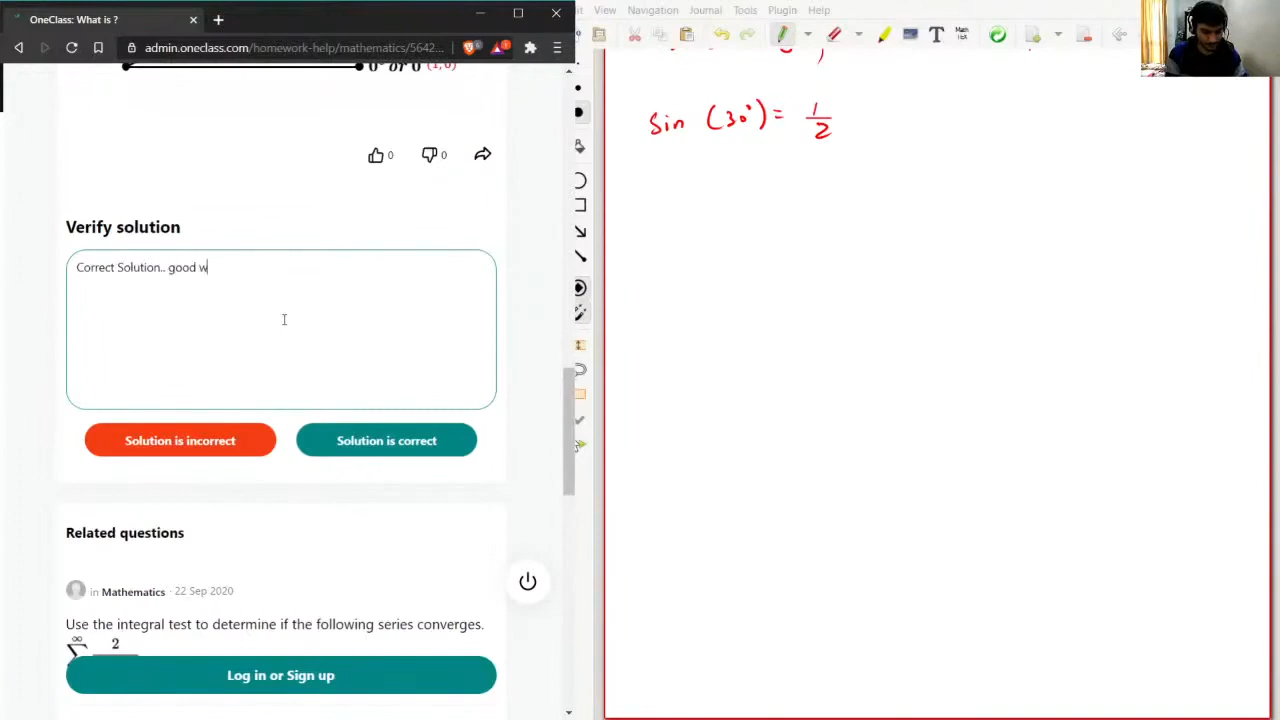 OneClass: What is ?
admin.oneclass.com/homework-help/mathematics/5642...
View Navigation Journal Tools Plugin Help
0° or 0 (1, 0)
sin (30°) = 1/2
0 0
Verify solution
Correct Solution.. good w
Solution is incorrect Solution is correct
Related questions
in Mathematics · 22 Sep 2020
Use the integral test to determine if the following series converges.
∞
∑ 2
Log in or Sign up